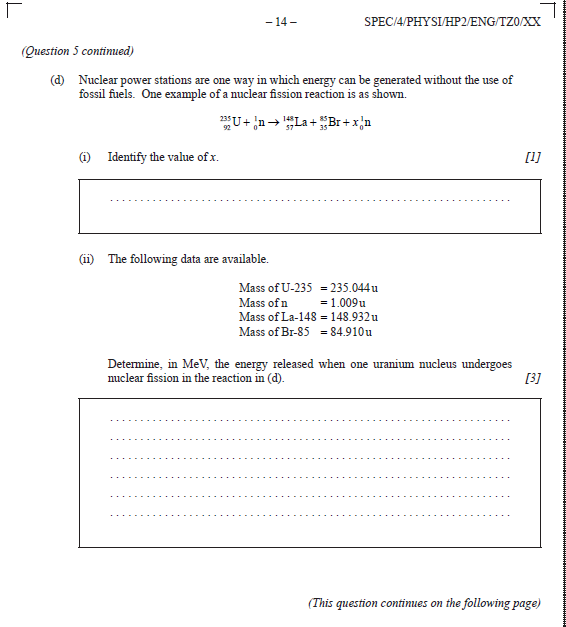 – 14 –
SPEC/4/PHYSI/HP2/ENG/TZ0/XX
(Question 5 continued)
(d) Nuclear power stations are one way in which energy can be generated without the use of
fossil fuels. One example of a nuclear fission reaction is as shown.
²³⁵₉₂U + ¹₀n → ¹⁴⁸₅₇La + ⁸⁵₃₅Br + x¹₀n
(i) Identify the value of x. [1]
(ii) The following data are available.
Mass of U-235 = 235.044 u
Mass of n = 1.009 u
Mass of La-148 = 148.932 u
Mass of Br-85 = 84.910 u
Determine, in MeV, the energy released when one uranium nucleus undergoes
nuclear fission in the reaction in (d). [3]
(This question continues on the following page)